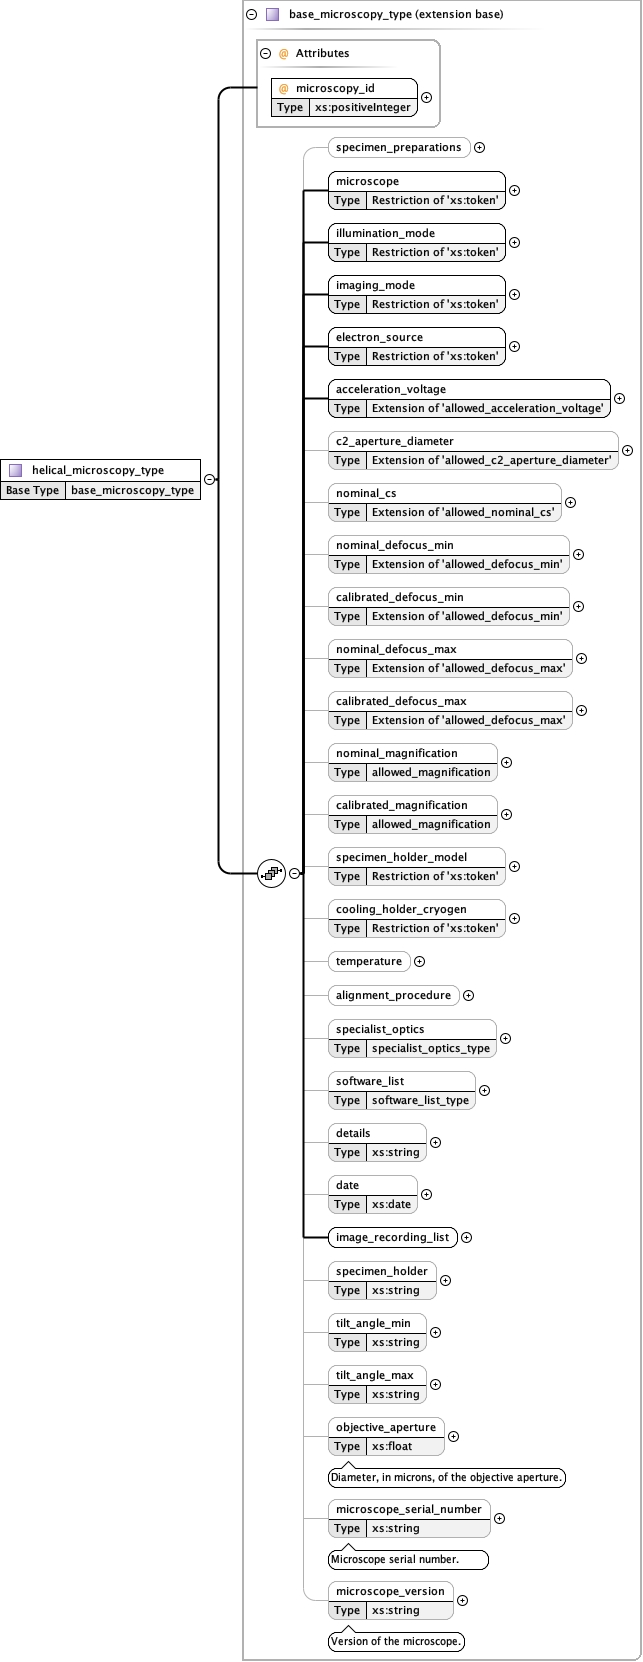 base_microscopy_type (extension base)
@ Attributes
@ microscopy_id
Type xs:positiveInteger
specimen_preparations
microscope
Type Restriction of 'xs:token'
illumination_mode
Type Restriction of 'xs:token'
imaging_mode
Type Restriction of 'xs:token'
electron_source
Type Restriction of 'xs:token'
acceleration_voltage
Type Extension of 'allowed_acceleration_voltage'
c2_aperture_diameter
Type Extension of 'allowed_c2_aperture_diameter'
helical_microscopy_type
Base Type base_microscopy_type
nominal_cs
Type Extension of 'allowed_nominal_cs'
nominal_defocus_min
Type Extension of 'allowed_defocus_min'
calibrated_defocus_min
Type Extension of 'allowed_defocus_min'
nominal_defocus_max
Type Extension of 'allowed_defocus_max'
calibrated_defocus_max
Type Extension of 'allowed_defocus_max'
nominal_magnification
Type allowed_magnification
calibrated_magnification
Type allowed_magnification
specimen_holder_model
Type Restriction of 'xs:token'
cooling_holder_cryogen
Type Restriction of 'xs:token'
temperature
alignment_procedure
specialist_optics
Type specialist_optics_type
software_list
Type software_list_type
details
Type xs:string
date
Type xs:date
image_recording_list
specimen_holder
Type xs:string
tilt_angle_min
Type xs:string
tilt_angle_max
Type xs:string
objective_aperture
Type xs:float
Diameter, in microns, of the objective aperture.
microscope_serial_number
Type xs:string
Microscope serial number.
microscope_version
Type xs:string
Version of the microscope.